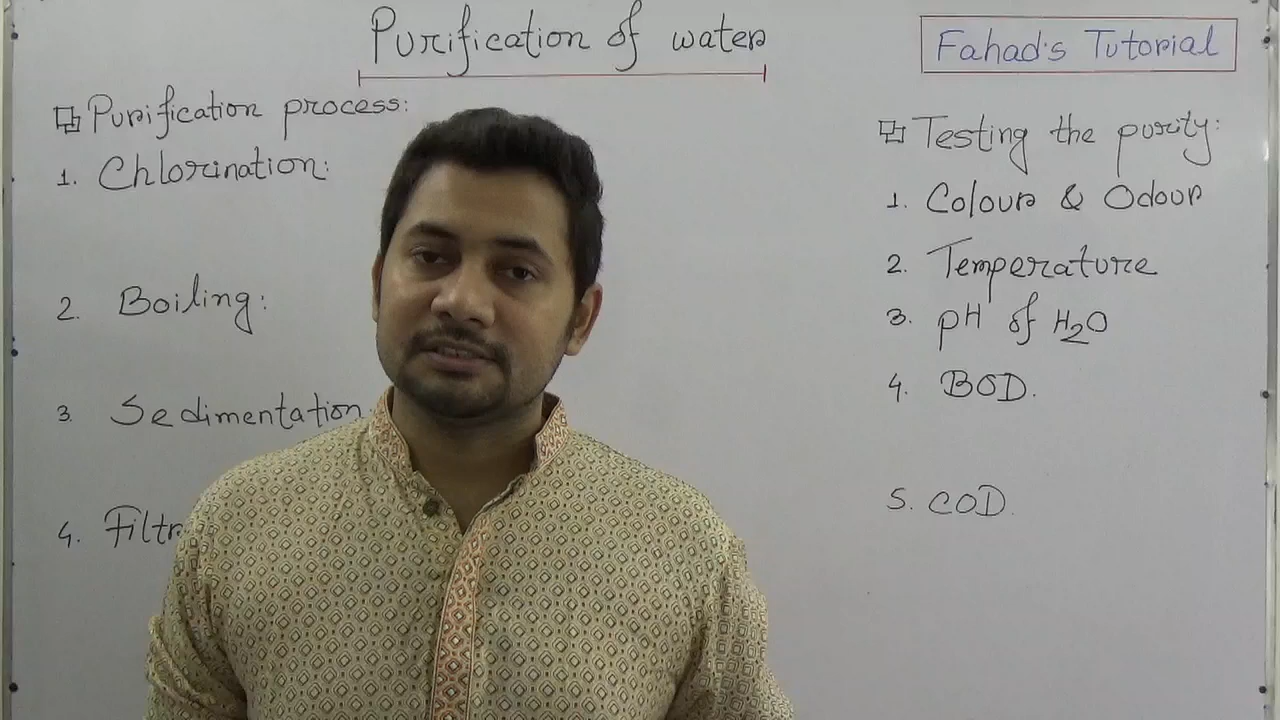 Purification of water
Fahad's Tutorial
Purification process:
1. Chlorination:
2. Boiling:
3. Sedimentation
4.
Testing the purity:
1. Colour & Odour
2. Temperature
3. pH of H2O
4. BOD.
5. COD.